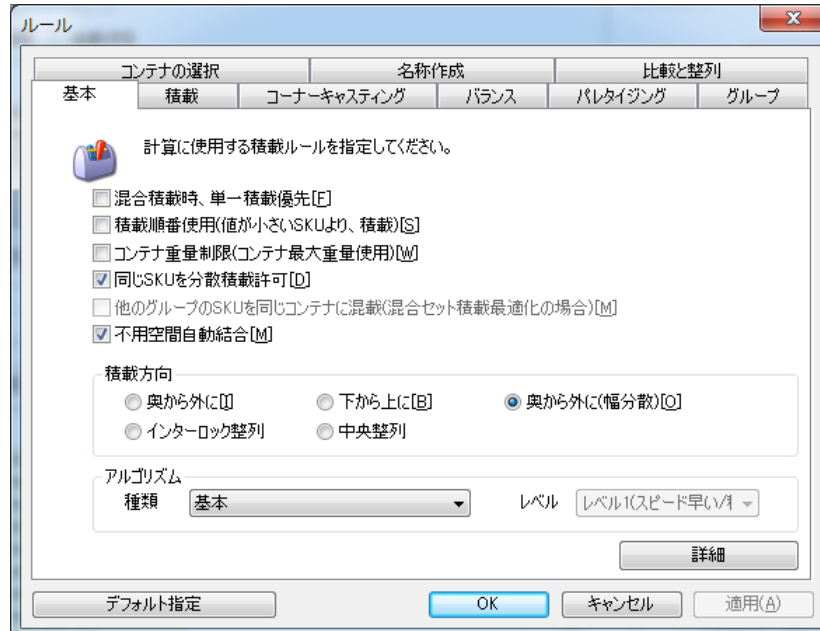 ルール
コンテナの選択 名称作成 比較と整列
基本 積載 コーナーキャスティング バランス パレタイジング グループ
計算に使用する積載ルールを指定してください。
混合積載時、単一積載優先[F]
積載順番使用(値が小さいSKUより、積載)[S]
コンテナ重量制限(コンテナ最大重量使用)[W]
同じSKUを分散積載許可[D]
他のグループのSKUを同じコンテナに混載(混合セット積載最適化の場合)[M]
不用空間自動結合[M]
積載方向
奥から外に[I] 下から上に[B] 奥から外に(幅分散)[O]
インターロック整列 中央整列
アルゴリズム
種類 基本 レベル レベル1(スピード早い/
詳細
デフォルト指定 OK キャンセル 適用(A)